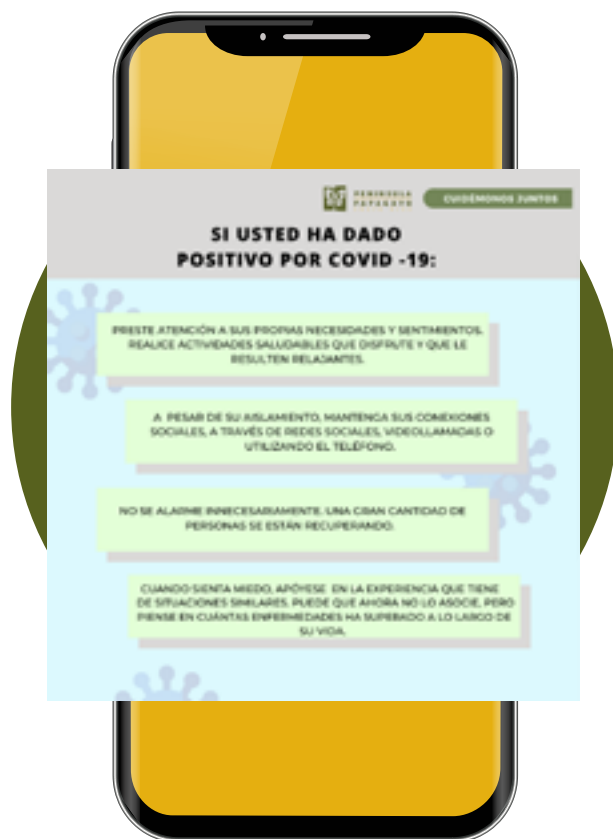 PENINSULA
PAPAGAYO
CUIDÉMONOS JUNTOS
SI USTED HA DADO
POSITIVO POR COVID -19:
PRESTE ATENCIÓN A SUS PROPIAS NECESIDADES Y SENTIMIENTOS.
REALICE ACTIVIDADES SALUDABLES QUE DISFRUTE Y QUE LE
RESULTEN RELAJANTES.
A PESAR DE SU AISLAMIENTO, MANTENGA SUS CONEXIONES
SOCIALES, A TRAVÉS DE REDES SOCIALES, VIDEOLLAMADAS O
UTILIZANDO EL TELÉFONO.
NO SE ALARME INNECESARIAMENTE. UNA GRAN CANTIDAD DE
PERSONAS SE ESTÁN RECUPERANDO.
CUANDO SIENTA MIEDO, APÓYESE EN LA EXPERIENCIA QUE TIENE
DE SITUACIONES SIMILARES. PUEDE QUE AHORA NO LO ASOCIE, PERO
PIENSE EN CUÁNTAS ENFERMEDADES HA SUPERADO A LO LARGO DE
SU VIDA.